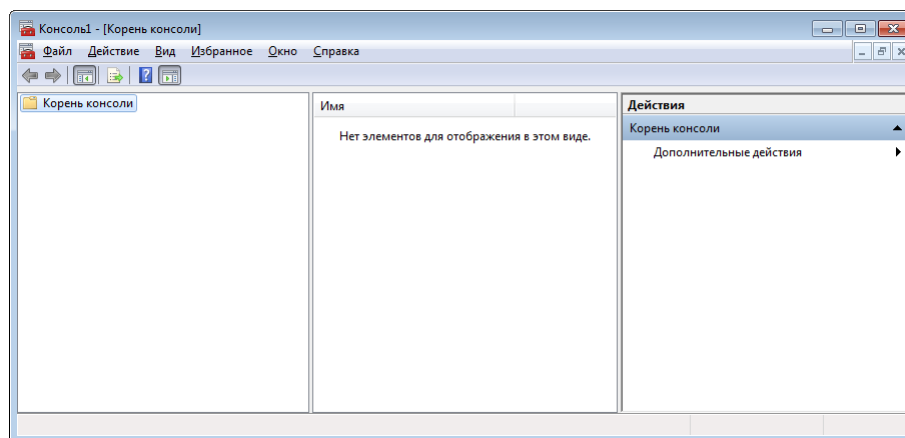 Консоль1 - [Корень консоли]
Файл Действие Вид Избранное Окно Справка
Корень консоли
Имя
Нет элементов для отображения в этом виде.
Действия
Корень консоли
Дополнительные действия